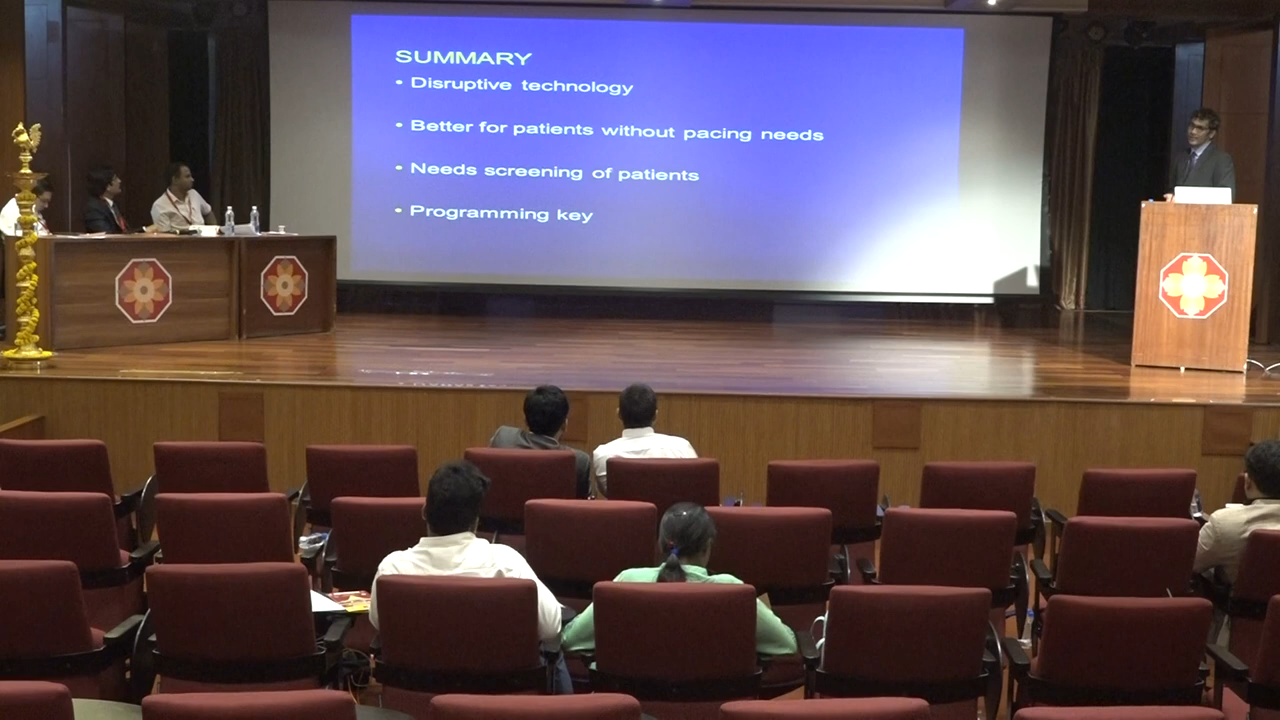 SUMMARY
• Disruptive technology
• Better for patients without pacing needs
• Needs screening of patients
• Programming key